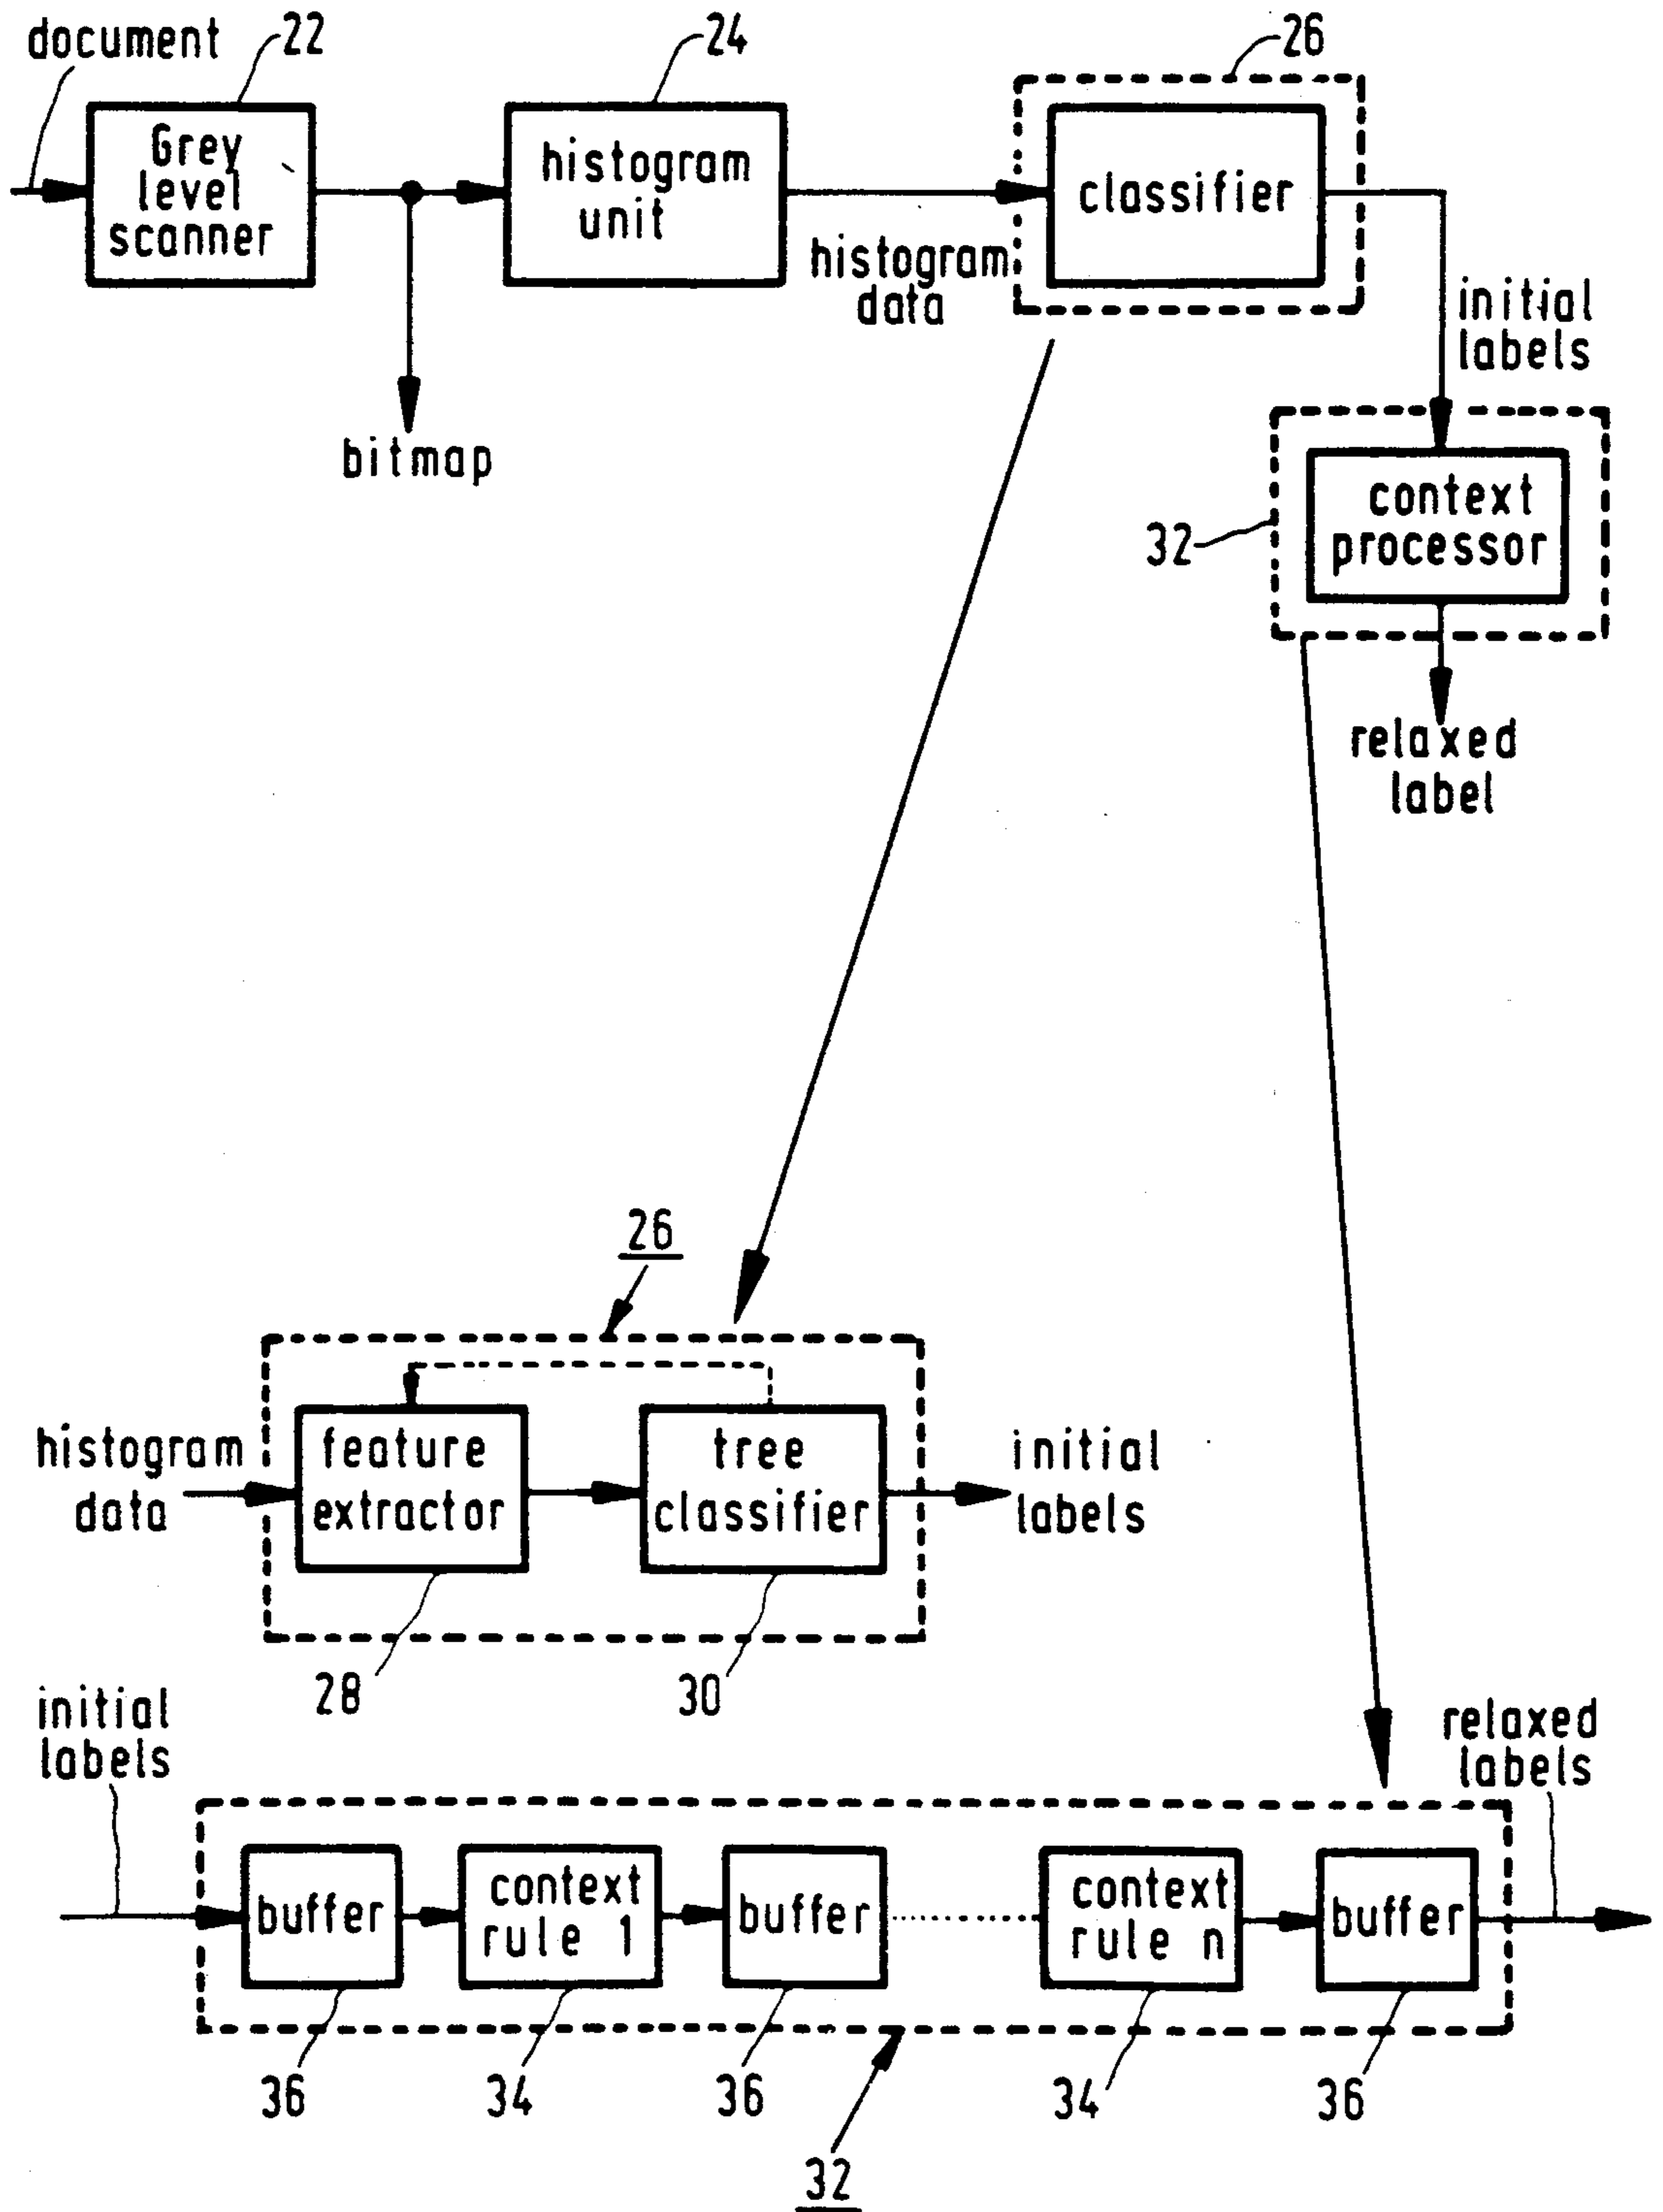 document
22
24
26
Grey
level
scanner
histogram
unit
classifier
histogram
data
initial
labels
bitmap
context
processor
32
relaxed
label
26
histogram
data
feature
extractor
tree
classifier
initial
labels
28
30
initial
labels
relaxed
labels
buffer
context
rule 1
buffer
context
rule n
buffer
36
34
36
34
36
32